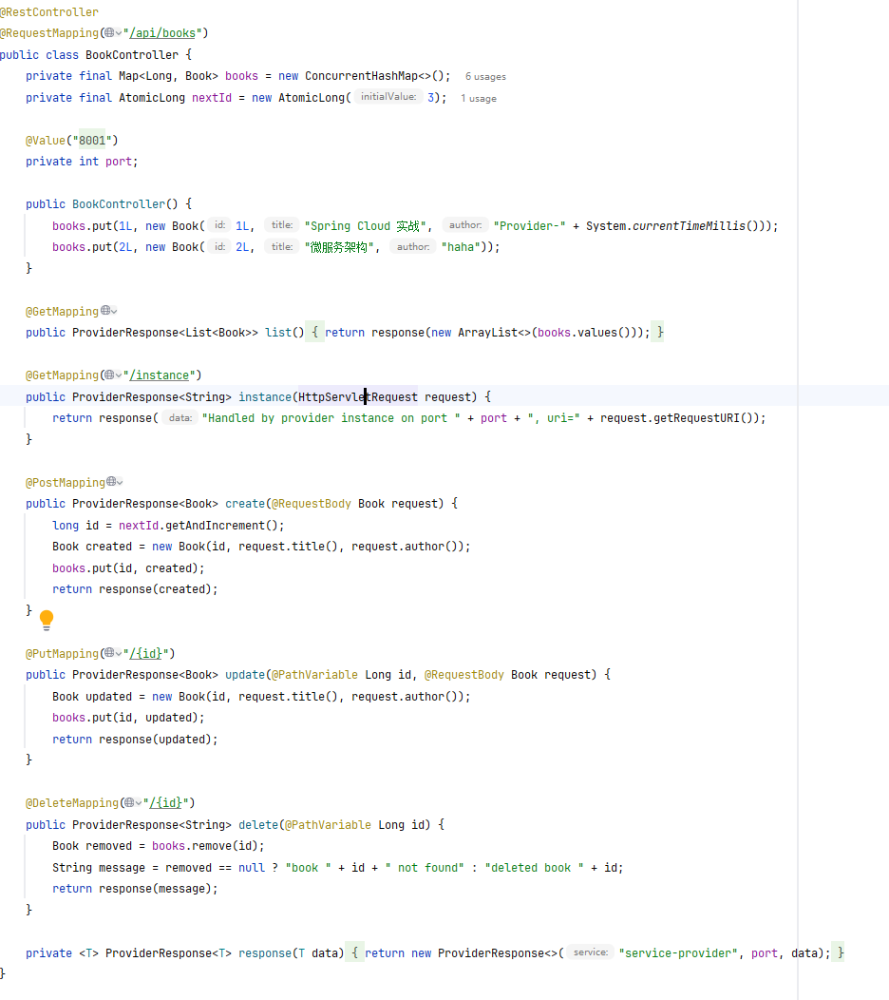 @RestController
@RequestMapping("/api/books")
public class BookController {
    private final Map<Long, Book> books = new ConcurrentHashMap<>();  6 usages
    private final AtomicLong nextId = new AtomicLong( initialValue: 3);  1 usage

    @Value("8001")
    private int port;

    public BookController() {
        books.put(1L, new Book( id: 1L,  title: "Spring Cloud 实战",  author: "Provider-" + System.currentTimeMillis()));
        books.put(2L, new Book( id: 2L,  title: "微服务架构",  author: "haha"));
    }

    @GetMapping
    public ProviderResponse<List<Book>> list() { return response(new ArrayList<>(books.values())); }

    @GetMapping("/instance")
    public ProviderResponse<String> instance(HttpServletRequest request) {
        return response( data: "Handled by provider instance on port " + port + ", uri=" + request.getRequestURI());
    }

    @PostMapping
    public ProviderResponse<Book> create(@RequestBody Book request) {
        long id = nextId.getAndIncrement();
        Book created = new Book(id, request.title(), request.author());
        books.put(id, created);
        return response(created);
    }

    @PutMapping("/{id}")
    public ProviderResponse<Book> update(@PathVariable Long id, @RequestBody Book request) {
        Book updated = new Book(id, request.title(), request.author());
        books.put(id, updated);
        return response(updated);
    }

    @DeleteMapping("/{id}")
    public ProviderResponse<String> delete(@PathVariable Long id) {
        Book removed = books.remove(id);
        String message = removed == null ? "book " + id + " not found" : "deleted book " + id;
        return response(message);
    }

    private <T> ProviderResponse<T> response(T data) { return new ProviderResponse<>( service: "service-provider", port, data); }
}